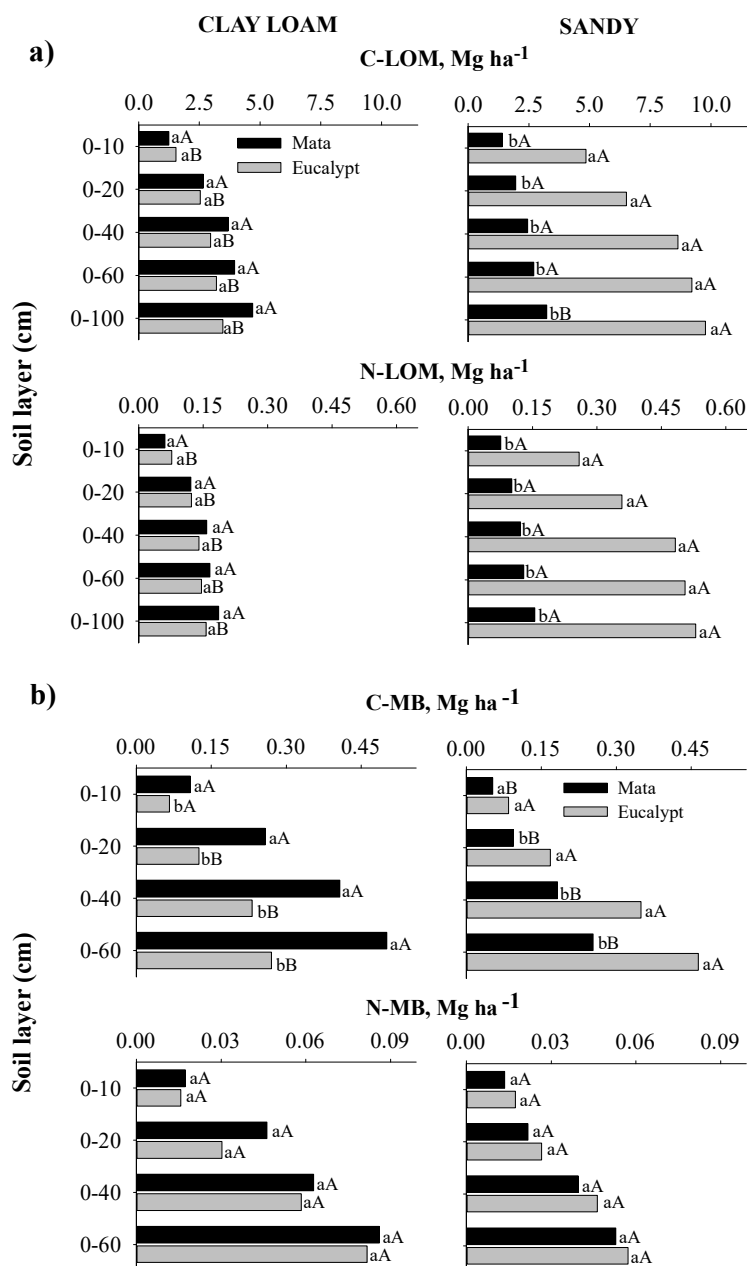 CLAY LOAM SANDY
a)
C-LOM, Mg ha-1
0.0 2.5 5.0 7.5 10.0 0.0 2.5 5.0 7.5 10.0
Mata
Eucalypt
0-10 aA bA
aB aA
0-20 aA bA
aB aA
0-40 aA bA
aB aA
0-60 aA bA
aB aA
0-100 aA bB
aB aA
Soil layer (cm)
N-LOM, Mg ha-1
0.00 0.15 0.30 0.45 0.60 0.00 0.15 0.30 0.45 0.60
0-10 aA bA
aB aA
0-20 aA bA
aB aA
0-40 aA bA
aB aA
0-60 aA bA
aB aA
0-100 aA bA
aB aA
b)
C-MB, Mg ha -1
0.00 0.15 0.30 0.45 0.00 0.15 0.30 0.45
Mata
Eucalypt
0-10 aA aB
bA aA
0-20 aA bB
bB aA
0-40 aA bB
bB aA
0-60 aA bB
bB aA
Soil layer (cm)
N-MB, Mg ha -1
0.00 0.03 0.06 0.09 0.00 0.03 0.06 0.09
0-10 aA aA
aA aA
0-20 aA aA
aA aA
0-40 aA aA
aA aA
0-60 aA aA
aA aA